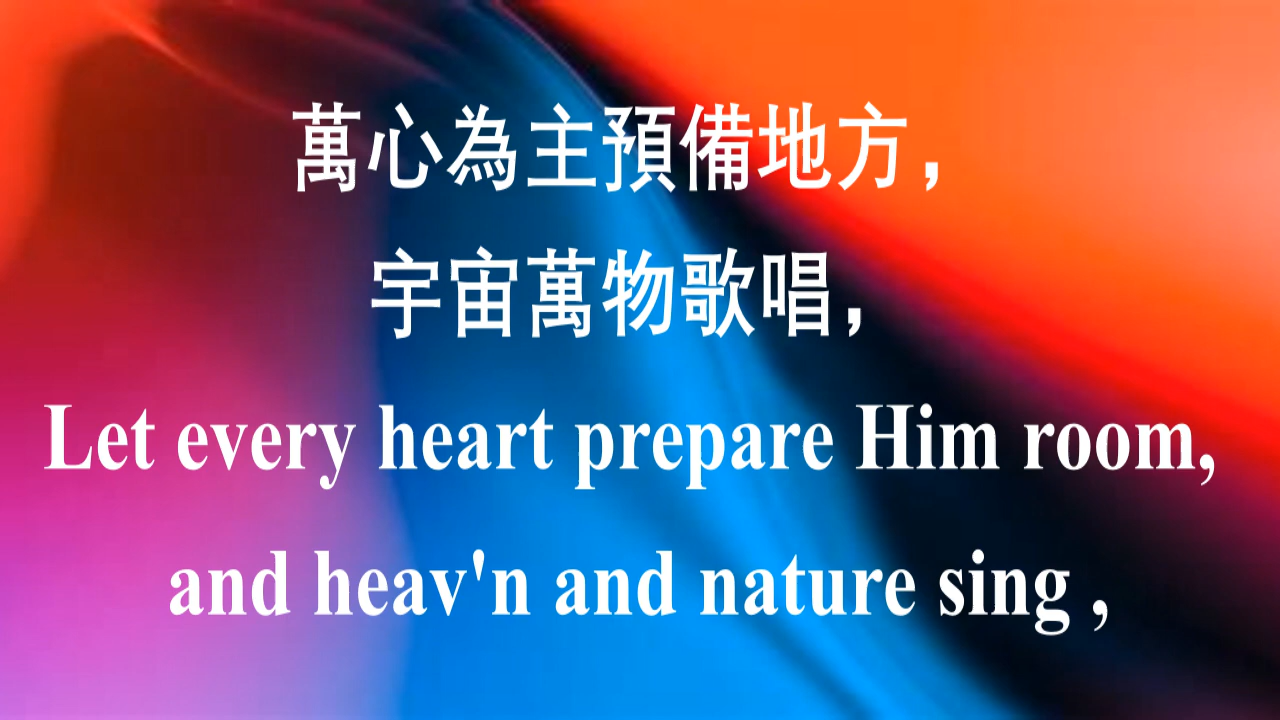 萬心為主預備地方，
宇宙萬物歌唱，
Let every heart prepare Him room,
and heav'n and nature sing ,